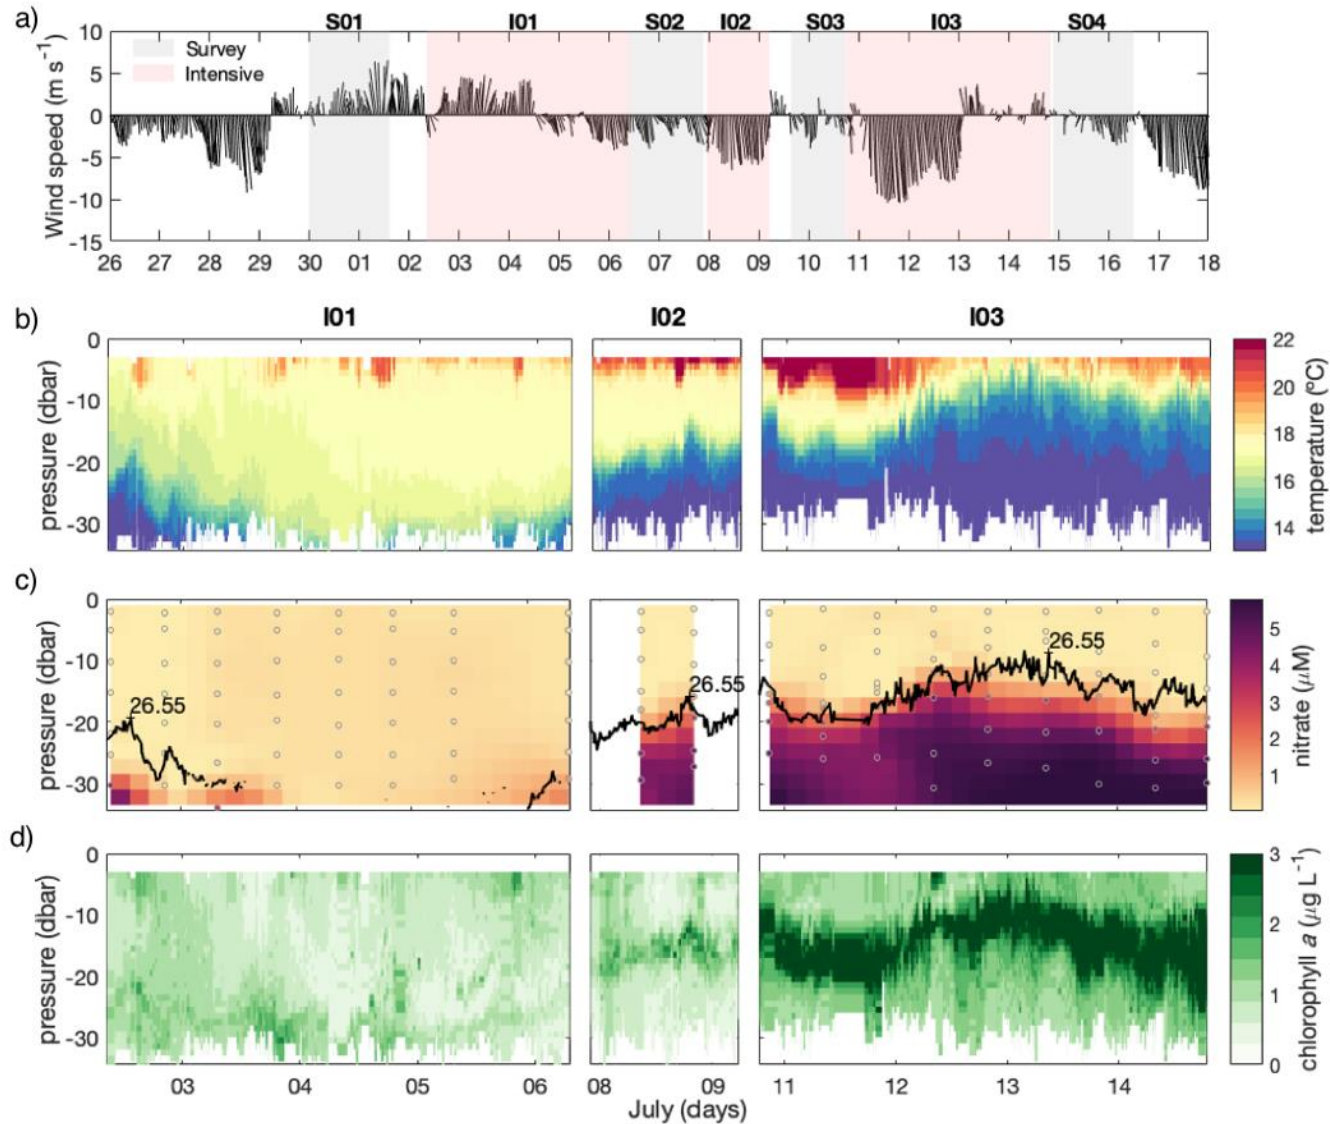 a)
S01 I01 S02 I02 S03 I03 S04
Wind speed (m s⁻¹)
10
5
0
-5
-10
-15
Survey
Intensive
26 27 28 29 30 01 02 03 04 05 06 07 08 09 10 11 12 13 14 15 16 17 18
b)
I01 I02 I03
pressure (dbar)
0
-10
-20
-30
22
20
18
16
14
temperature (°C)
c)
pressure (dbar)
0
-10
-20
-30
26.55
26.55
26.55
5
4
3
2
1
nitrate (μM)
d)
pressure (dbar)
0
-10
-20
-30
3
2
1
0
chlorophyll a (μg L⁻¹)
03 04 05 06 08 09 11 12 13 14
July (days)